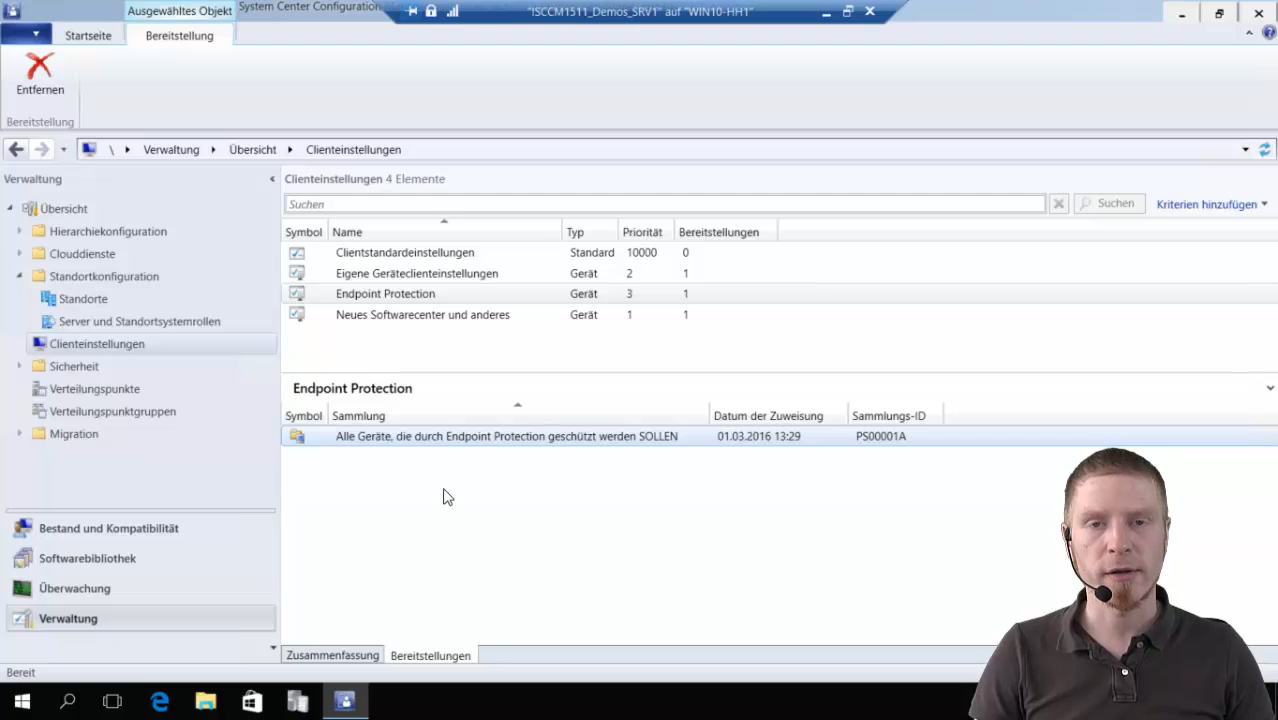 Ausgewähltes Objekt
System Center Configuration
"ISCCM1511_Demos_SRV1" auf "WIN10-HH1"
Startseite
Bereitstellung
Entfernen
Bereitstellung
\ Verwaltung Übersicht Clienteinstellungen
Verwaltung
Übersicht
Hierarchiekonfiguration
Clouddienste
Standortkonfiguration
Standorte
Server und Standortsystemrollen
Clienteinstellungen
Sicherheit
Verteilungspunkte
Verteilungspunktgruppen
Migration
Bestand und Kompatibilität
Softwarebibliothek
Überwachung
Verwaltung
Clienteinstellungen 4 Elemente
Suchen
Suchen
Kriterien hinzufügen
Symbol Name Typ Priorität Bereitstellungen
Clientstandardeinstellungen Standard 10000 0
Eigene Geräteclienteinstellungen Gerät 2 1
Endpoint Protection Gerät 3 1
Neues Softwarecenter und anderes Gerät 1 1
Endpoint Protection
Symbol Sammlung Datum der Zuweisung Sammlungs-ID
Alle Geräte, die durch Endpoint Protection geschützt werden SOLLEN 01.03.2016 13:29 PS00001A
Zusammenfassung
Bereitstellungen
Bereit